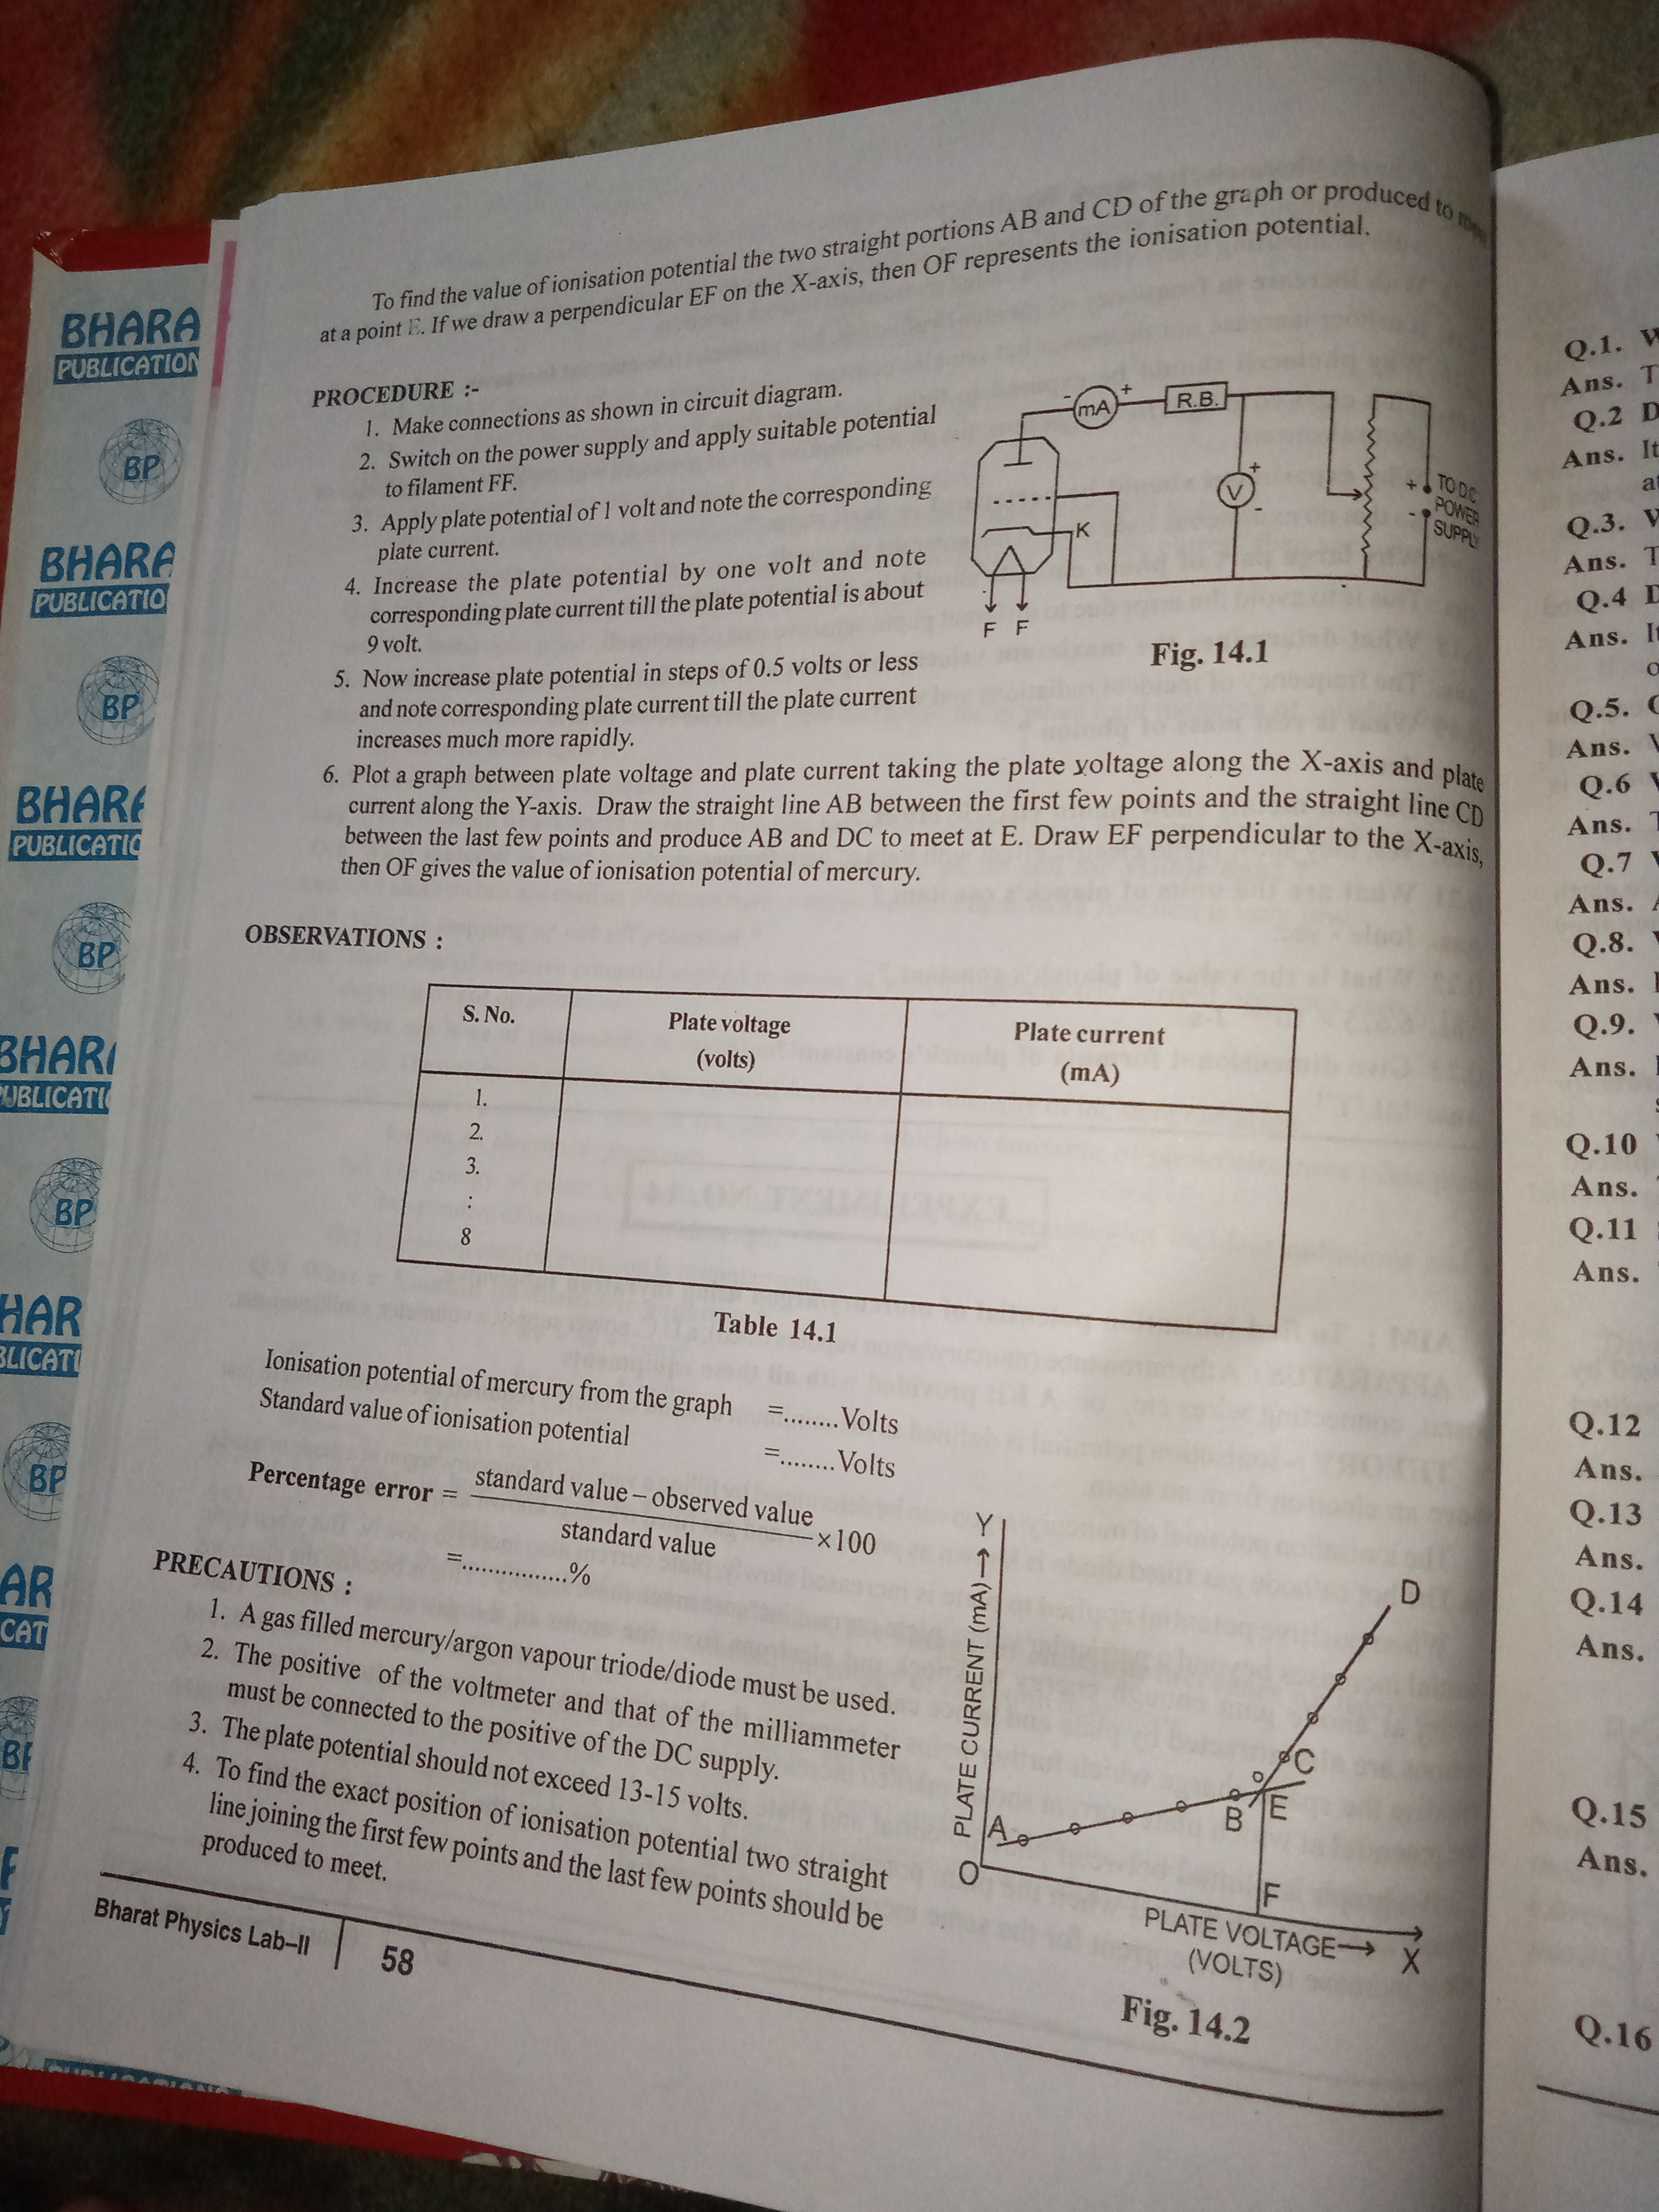 To find the value of ionisation potential the two straight portions AB and CD of the graph or produced to
at a point E. If we draw a perpendicular EF on the X-axis, then OF represents the ionisation potential.
PROCEDURE :-
1. Make connections as shown in circuit diagram.
2. Switch on the power supply and apply suitable potential
to filament FF.
3. Apply plate potential of 1 volt and note the corresponding
plate current.
4. Increase the plate potential by one volt and note
corresponding plate current till the plate potential is about
9 volt.
5. Now increase plate potential in steps of 0.5 volts or less
and note corresponding plate current till the plate current
increases much more rapidly.
- mA +
R.B.
+
V
-
K
F F
+ TO D.C.
- POWER
SUPPLY
Fig. 14.1
6. Plot a graph between plate voltage and plate current taking the plate voltage along the X-axis and plate
current along the Y-axis. Draw the straight line AB between the first few points and the straight line CD
between the last few points and produce AB and DC to meet at E. Draw EF perpendicular to the X-axis,
then OF gives the value of ionisation potential of mercury.
OBSERVATIONS :
S. No. Plate voltage Plate current
(volts) (mA)
1.
2.
3.
:
8
Table 14.1
Ionisation potential of mercury from the graph =........Volts
Standard value of ionisation potential =........Volts
Percentage error = standard value – observed value
standard value
×100
=................%
PRECAUTIONS :
1. A gas filled mercury/argon vapour triode/diode must be used.
2. The positive of the voltmeter and that of the milliammeter
must be connected to the positive of the DC supply.
3. The plate potential should not exceed 13-15 volts.
4. To find the exact position of ionisation potential two straight
line joining the first few points and the last few points should be
produced to meet.
Y
PLATE CURRENT (mA) →
D
C
A
B
E
O
F
PLATE VOLTAGE → X
(VOLTS)
Fig. 14.2
Bharat Physics Lab–II 58
BHARA
PUBLICATION
BP
BHARA
PUBLICATIO
BP
BHARA
PUBLICATIC
BP
BHAR
PUBLICATI
BP
HAR
BLICATI
BP
AR
CAT
Q.1.
Ans. T
Q.2 D
Ans. It
Q.3.
Ans. T
Q.4
Ans. It
Q.5.
Ans.
Q.6
Ans.
Q.7
Ans.
Q.8.
Ans.
Q.9.
Ans.
Q.10
Ans.
Q.11
Ans.
Q.12
Ans.
Q.13
Ans.
Q.14
Ans.
Q.15
Ans.
Q.16